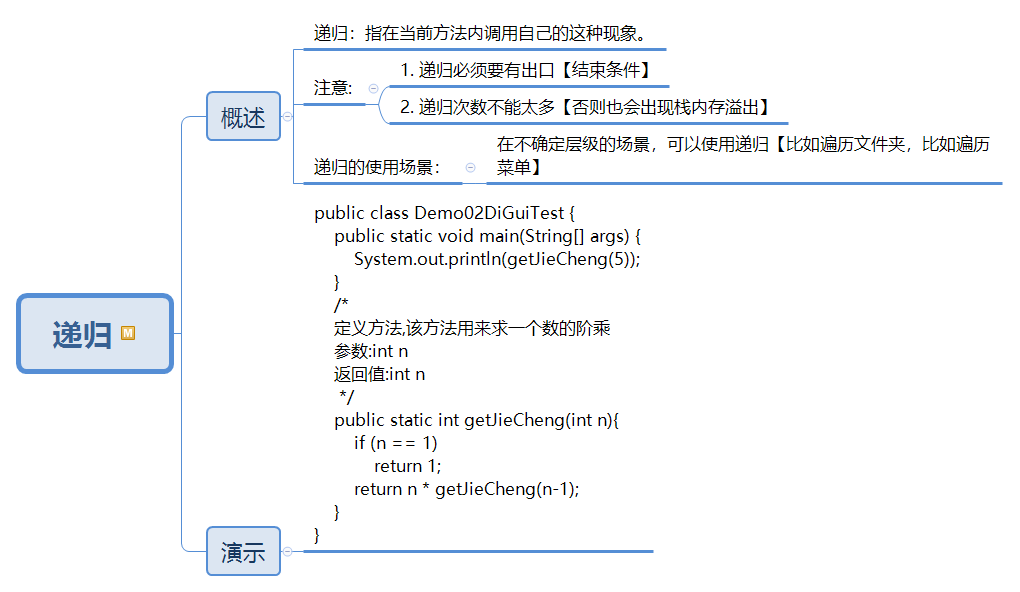 递归
概述
递归：指在当前方法内调用自己的这种现象。
注意:
1. 递归必须要有出口【结束条件】
2. 递归次数不能太多【否则也会出现栈内存溢出】
递归的使用场景：
在不确定层级的场景，可以使用递归【比如遍历文件夹，比如遍历
菜单】
演示
public class Demo02DiGuiTest {
    public static void main(String[] args) {
        System.out.println(getJieCheng(5));
    }
    /*
    定义方法,该方法用来求一个数的阶乘
    参数:int n
    返回值:int n
     */
    public static int getJieCheng(int n){
        if (n == 1)
            return 1;
        return n * getJieCheng(n-1);
    }
}